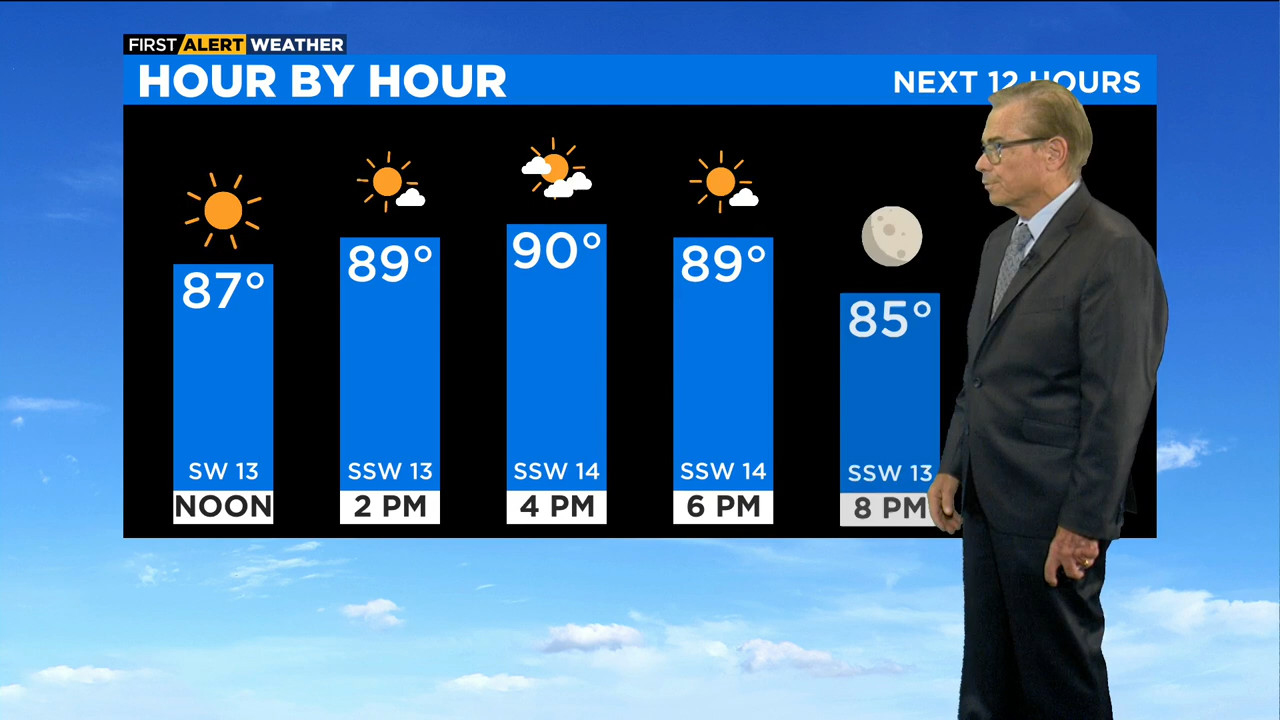 FIRST ALERT WEATHER
HOUR BY HOUR
NEXT 12 HOURS
87° 89° 90° 89° 85°
SW 13 SSW 13 SSW 14 SSW 14 SSW 13
NOON 2 PM 4 PM 6 PM 8 PM